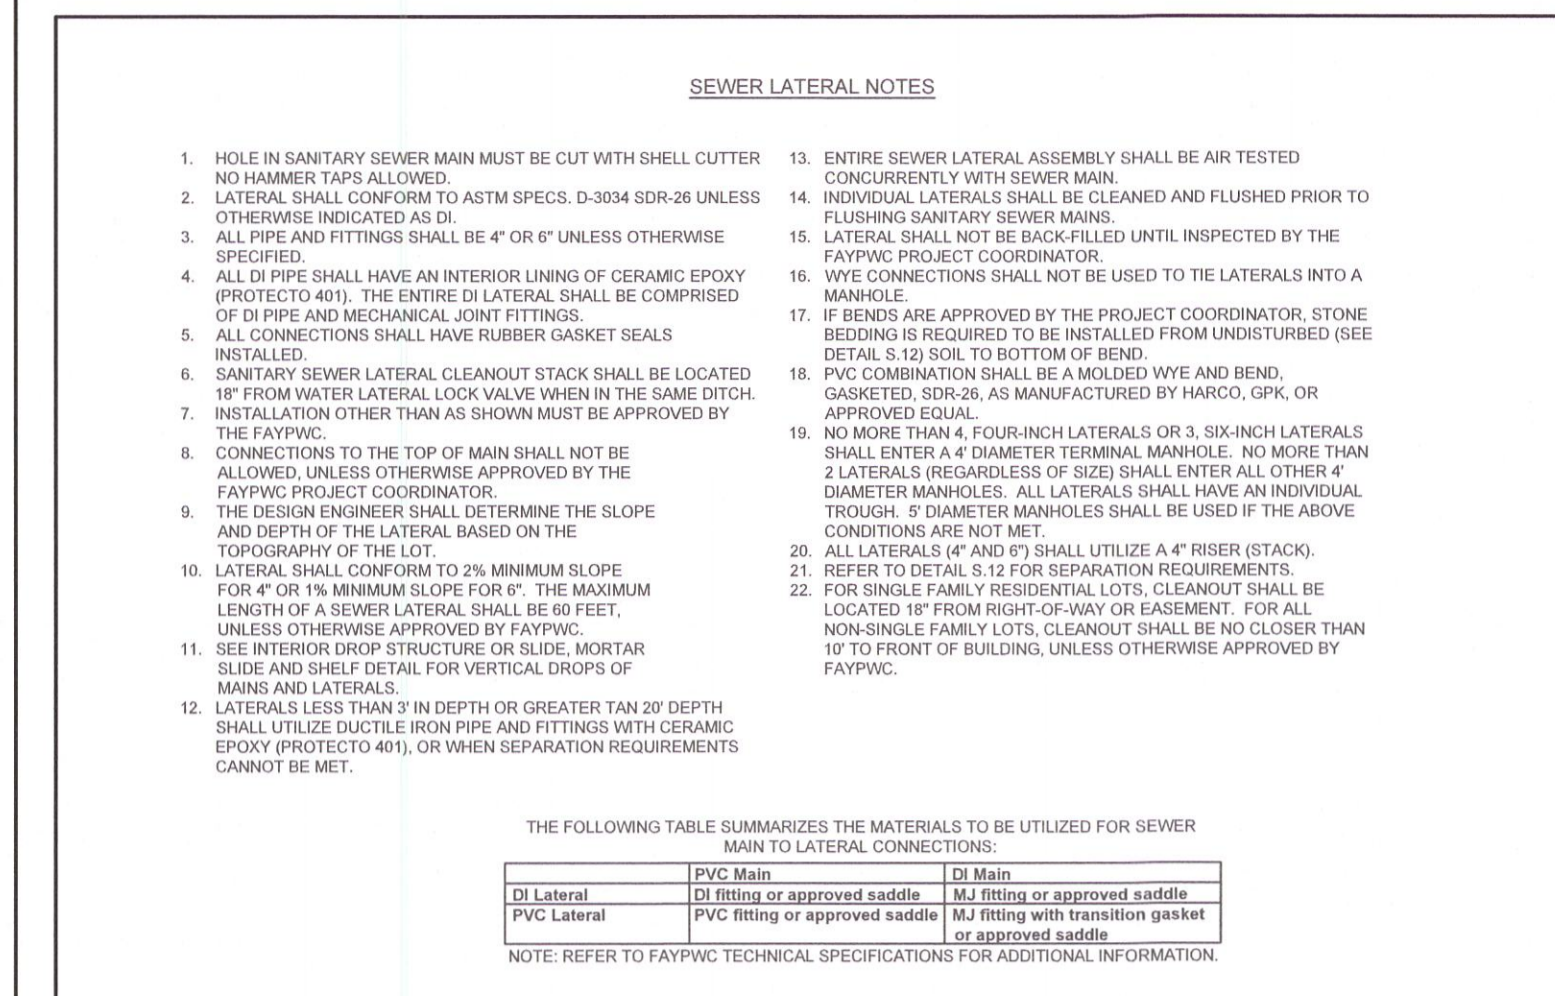 SEWER LATERAL NOTES
1. HOLE IN SANITARY SEWER MAIN MUST BE CUT WITH SHELL CUTTER
NO HAMMER TAPS ALLOWED.
2. LATERAL SHALL CONFORM TO ASTM SPECS. D-3034 SDR-26 UNLESS
OTHERWISE INDICATED AS DI.
3. ALL PIPE AND FITTINGS SHALL BE 4" OR 6" UNLESS OTHERWISE
SPECIFIED.
4. ALL DI PIPE SHALL HAVE AN INTERIOR LINING OF CERAMIC EPOXY
(PROTECTO 401). THE ENTIRE DI LATERAL SHALL BE COMPRISED
OF DI PIPE AND MECHANICAL JOINT FITTINGS.
5. ALL CONNECTIONS SHALL HAVE RUBBER GASKET SEALS
INSTALLED.
6. SANITARY SEWER LATERAL CLEANOUT STACK SHALL BE LOCATED
18" FROM WATER LATERAL LOCK VALVE WHEN IN THE SAME DITCH.
7. INSTALLATION OTHER THAN AS SHOWN MUST BE APPROVED BY
THE FAYPWC.
8. CONNECTIONS TO THE TOP OF MAIN SHALL NOT BE
ALLOWED, UNLESS OTHERWISE APPROVED BY THE
FAYPWC PROJECT COORDINATOR.
9. THE DESIGN ENGINEER SHALL DETERMINE THE SLOPE
AND DEPTH OF THE LATERAL BASED ON THE
TOPOGRAPHY OF THE LOT.
10. LATERAL SHALL CONFORM TO 2% MINIMUM SLOPE
FOR 4" OR 1% MINIMUM SLOPE FOR 6". THE MAXIMUM
LENGTH OF A SEWER LATERAL SHALL BE 60 FEET,
UNLESS OTHERWISE APPROVED BY FAYPWC.
11. SEE INTERIOR DROP STRUCTURE OR SLIDE, MORTAR
SLIDE AND SHELF DETAIL FOR VERTICAL DROPS OF
MAINS AND LATERALS.
12. LATERALS LESS THAN 3' IN DEPTH OR GREATER TAN 20' DEPTH
SHALL UTILIZE DUCTILE IRON PIPE AND FITTINGS WITH CERAMIC
EPOXY (PROTECTO 401), OR WHEN SEPARATION REQUIREMENTS
CANNOT BE MET.
13. ENTIRE SEWER LATERAL ASSEMBLY SHALL BE AIR TESTED
CONCURRENTLY WITH SEWER MAIN.
14. INDIVIDUAL LATERALS SHALL BE CLEANED AND FLUSHED PRIOR TO
FLUSHING SANITARY SEWER MAINS.
15. LATERAL SHALL NOT BE BACK-FILLED UNTIL INSPECTED BY THE
FAYPWC PROJECT COORDINATOR.
16. WYE CONNECTIONS SHALL NOT BE USED TO TIE LATERALS INTO A
MANHOLE.
17. IF BENDS ARE APPROVED BY THE PROJECT COORDINATOR, STONE
BEDDING IS REQUIRED TO BE INSTALLED FROM UNDISTURBED (SEE
DETAIL S.12) SOIL TO BOTTOM OF BEND.
18. PVC COMBINATION SHALL BE A MOLDED WYE AND BEND,
GASKETED, SDR-26, AS MANUFACTURED BY HARCO, GPK, OR
APPROVED EQUAL.
19. NO MORE THAN 4, FOUR-INCH LATERALS OR 3, SIX-INCH LATERALS
SHALL ENTER A 4' DIAMETER TERMINAL MANHOLE. NO MORE THAN
2 LATERALS (REGARDLESS OF SIZE) SHALL ENTER ALL OTHER 4'
DIAMETER MANHOLES. ALL LATERALS SHALL HAVE AN INDIVIDUAL
TROUGH. 5' DIAMETER MANHOLES SHALL BE USED IF THE ABOVE
CONDITIONS ARE NOT MET.
20. ALL LATERALS (4" AND 6") SHALL UTILIZE A 4" RISER (STACK).
21. REFER TO DETAIL S.12 FOR SEPARATION REQUIREMENTS.
22. FOR SINGLE FAMILY RESIDENTIAL LOTS, CLEANOUT SHALL BE
LOCATED 18" FROM RIGHT-OF-WAY OR EASEMENT. FOR ALL
NON-SINGLE FAMILY LOTS, CLEANOUT SHALL BE NO CLOSER THAN
10' TO FRONT OF BUILDING, UNLESS OTHERWISE APPROVED BY
FAYPWC.
THE FOLLOWING TABLE SUMMARIZES THE MATERIALS TO BE UTILIZED FOR SEWER
MAIN TO LATERAL CONNECTIONS:
PVC Main DI Main
DI Lateral DI fitting or approved saddle MJ fitting or approved saddle
PVC Lateral PVC fitting or approved saddle MJ fitting with transition gasket
or approved saddle
NOTE: REFER TO FAYPWC TECHNICAL SPECIFICATIONS FOR ADDITIONAL INFORMATION.